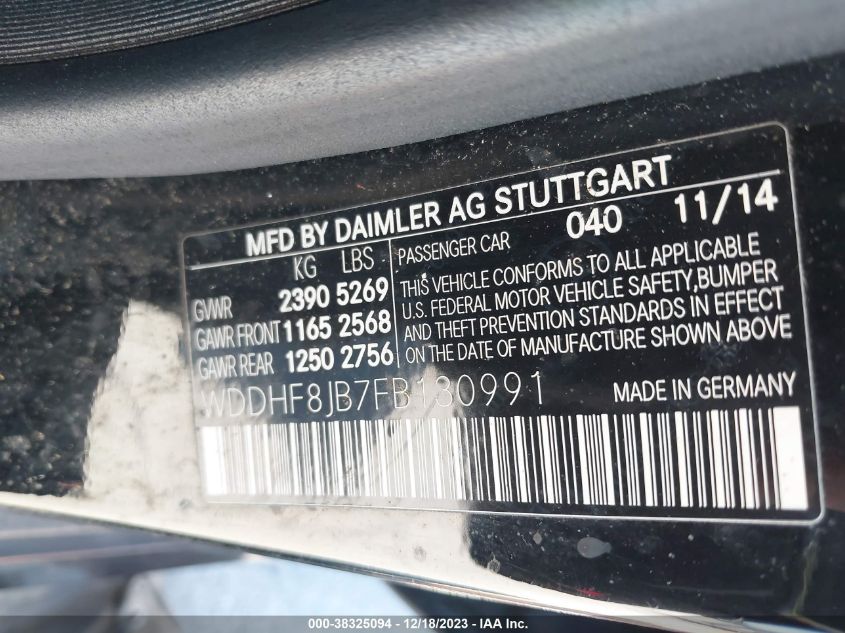 MFD BY DAIMLER AG STUTTGART
KG LBS
GVWR 2390 5269
GAWR FRONT 1165 2568
GAWR REAR 1250 2756
PASSENGER CAR 040 11/14
THIS VEHICLE CONFORMS TO ALL APPLICABLE
U.S. FEDERAL MOTOR VEHICLE SAFETY,BUMPER
AND THEFT PREVENTION STANDARDS IN EFFECT
ON THE DATE OF MANUFACTURE SHOWN ABOVE
WDDHF8JB7FB130991 MADE IN GERMANY
000-38325094 - 12/18/2023 - IAA Inc.